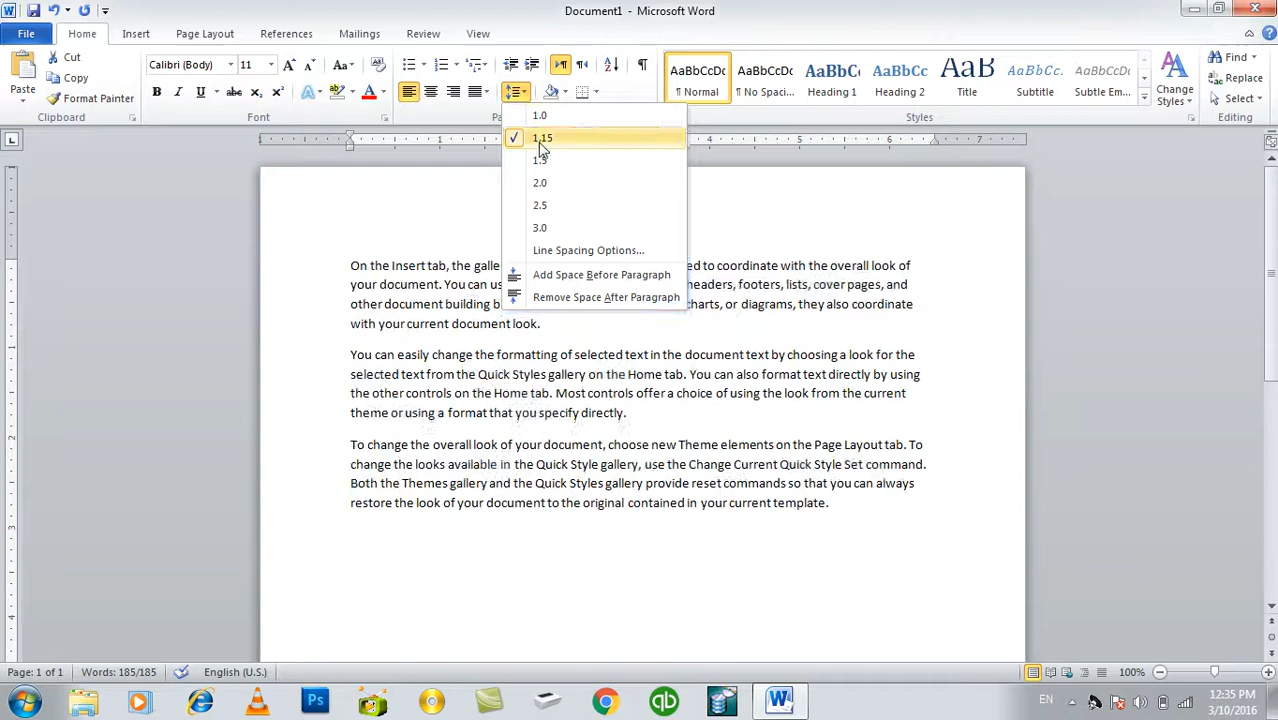 Document1 - Microsoft Word
File Home Insert Page Layout References Mailings Review View
Paste
Cut
Copy
Format Painter
Clipboard
Calibri (Body) 11
Font
1.0
1.15
1.5
2.0
2.5
3.0
Line Spacing Options...
Add Space Before Paragraph
Remove Space After Paragraph
AaBbCcDc AaBbCcDc AaBbCc AaBbCc AaBb AaBbCc. AaBbCcDc
¶ Normal ¶ No Spaci... Heading 1 Heading 2 Title Subtitle Subtle Em...
Change Styles
Styles
Find
Replace
Select
Editing
1 4 5 6 7
On the Insert tab, the galle ed to coordinate with the overall look of
your document. You can us headers, footers, lists, cover pages, and
other document building b charts, or diagrams, they also coordinate
with your current document look.
You can easily change the formatting of selected text in the document text by choosing a look for the
selected text from the Quick Styles gallery on the Home tab. You can also format text directly by using
the other controls on the Home tab. Most controls offer a choice of using the look from the current
theme or using a format that you specify directly.
To change the overall look of your document, choose new Theme elements on the Page Layout tab. To
change the looks available in the Quick Style gallery, use the Change Current Quick Style Set command.
Both the Themes gallery and the Quick Styles gallery provide reset commands so that you can always
restore the look of your document to the original contained in your current template.
Page: 1 of 1 Words: 185/185 English (U.S.) 100%
EN
12:35 PM
3/10/2016